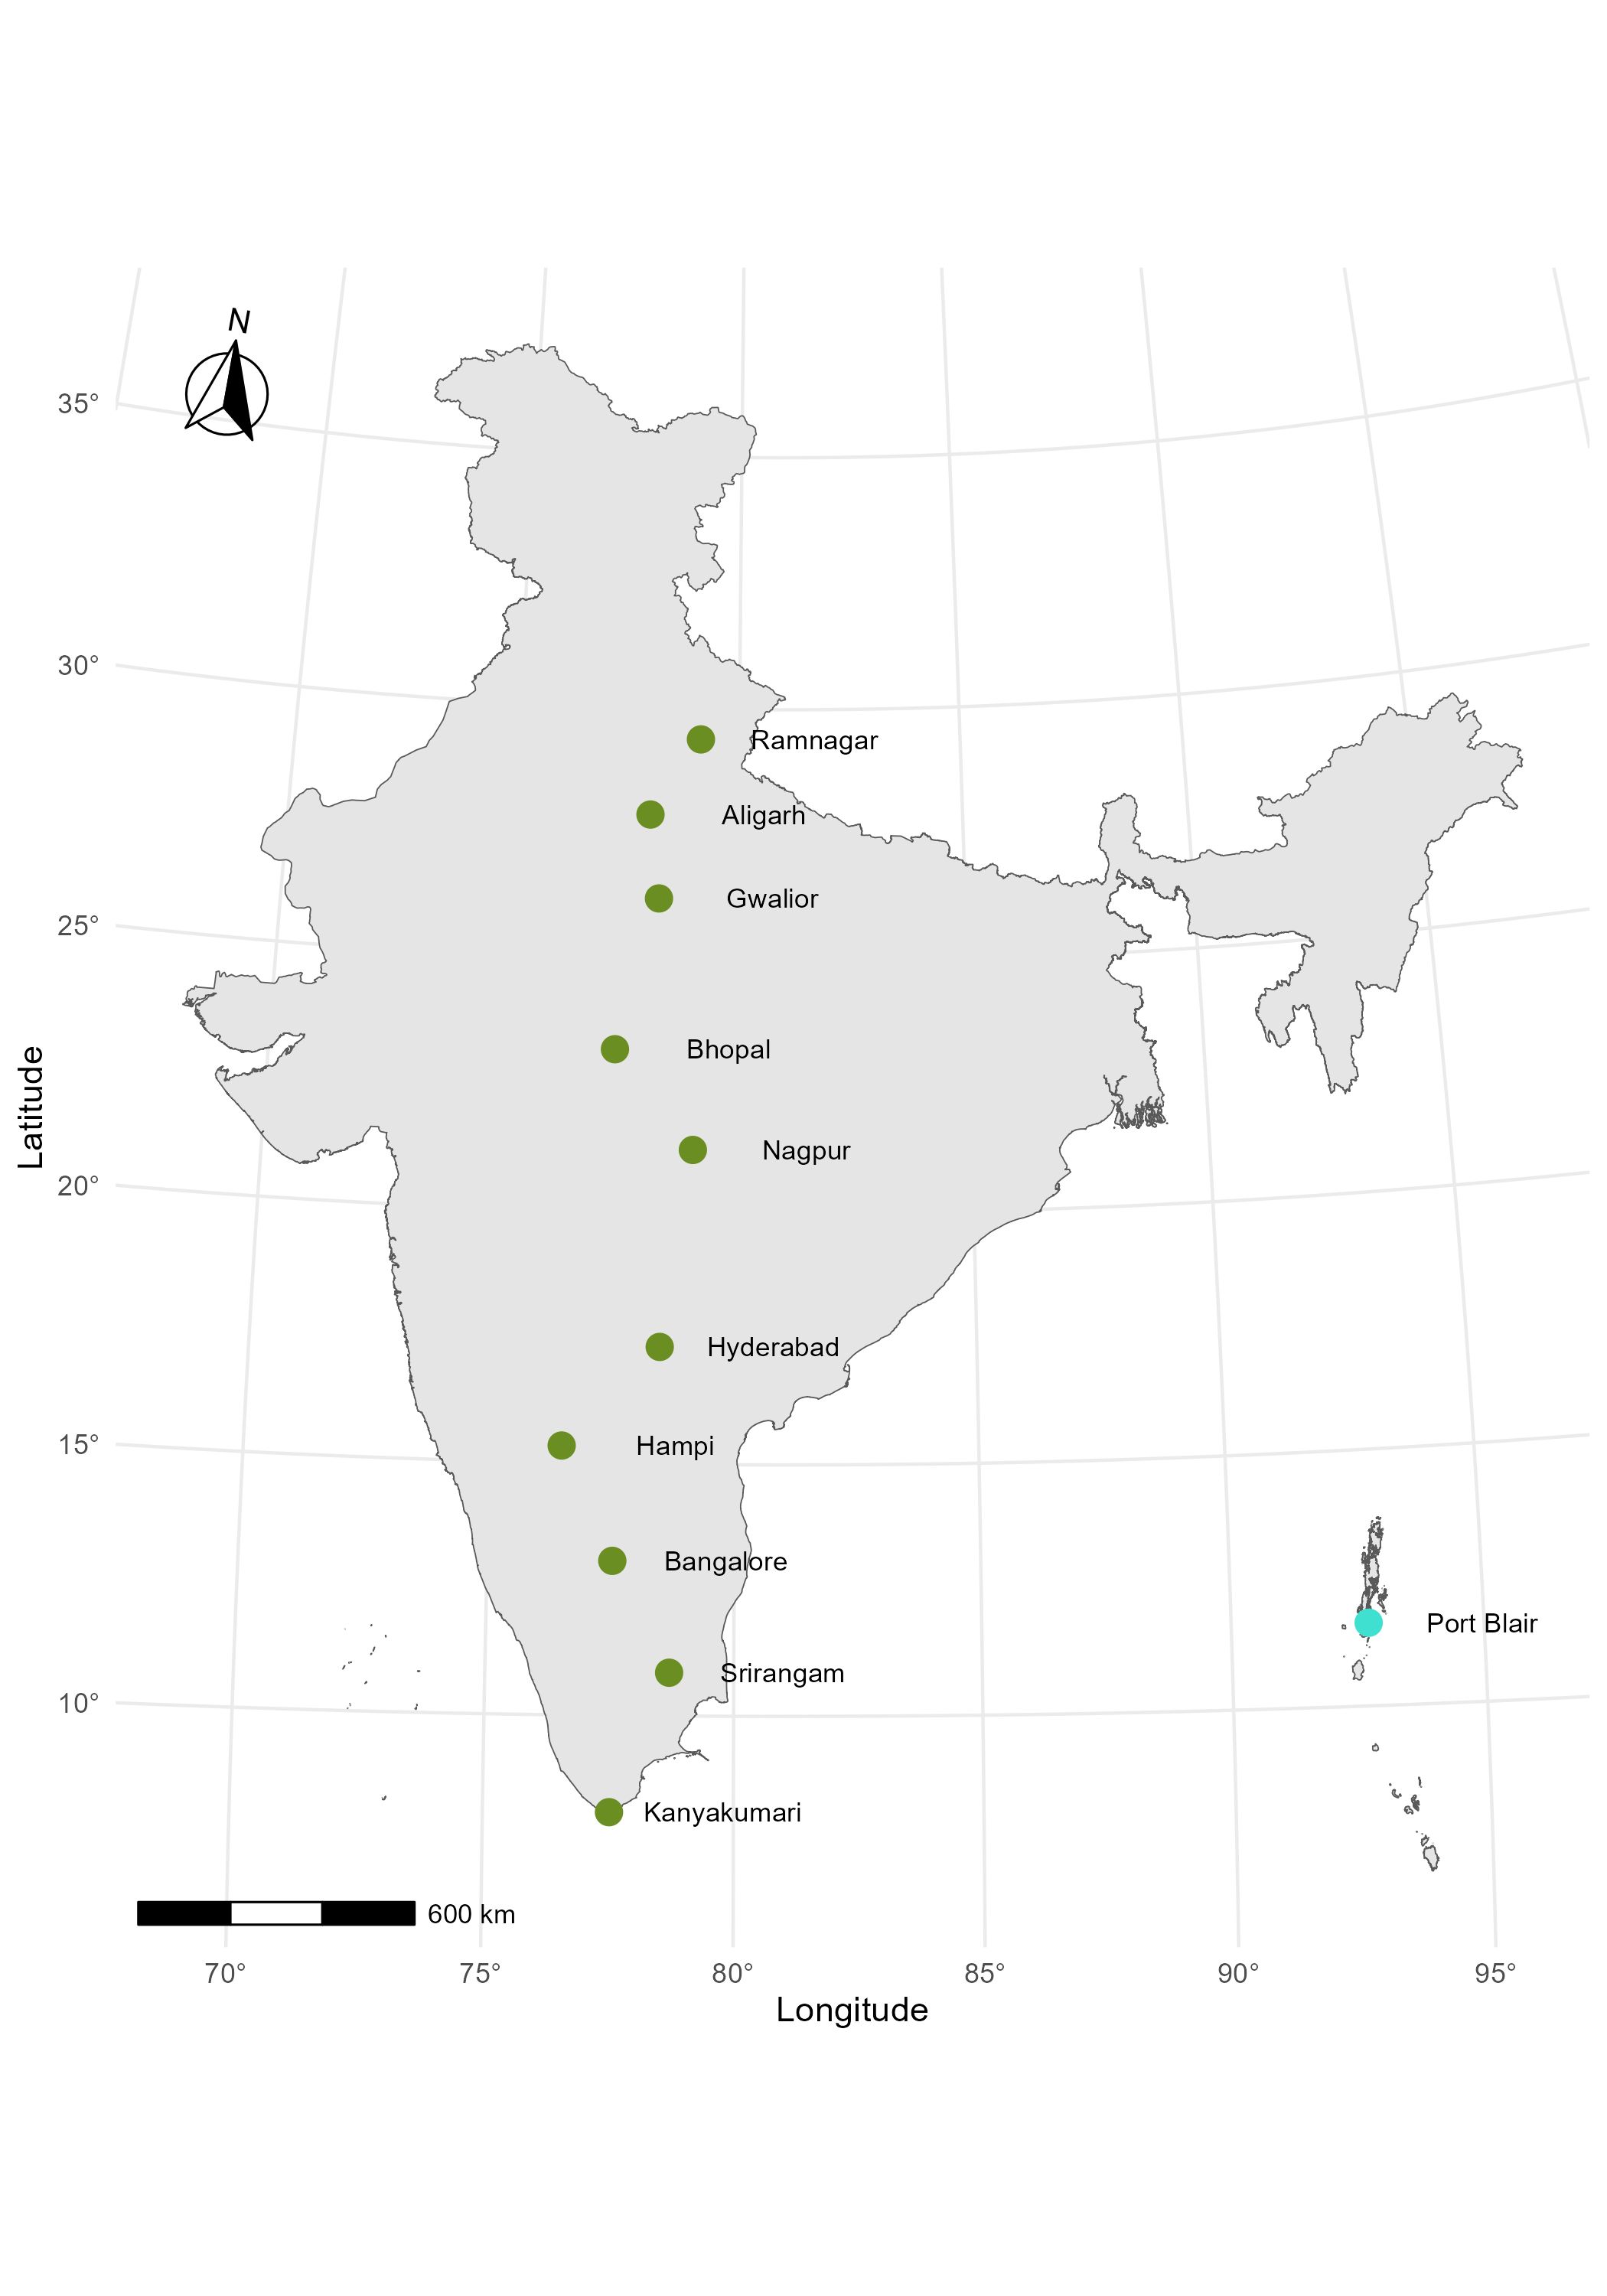 N
35°
30°
Ramnagar
Aligarh
Gwalior
25°
Bhopal
Latitude
Nagpur
20°
Hyderabad
15°
Hampi
Bangalore
Port Blair
Srirangam
10°
Kanyakumari
600 km
70°
75°
80°
85°
90°
95°
Longitude